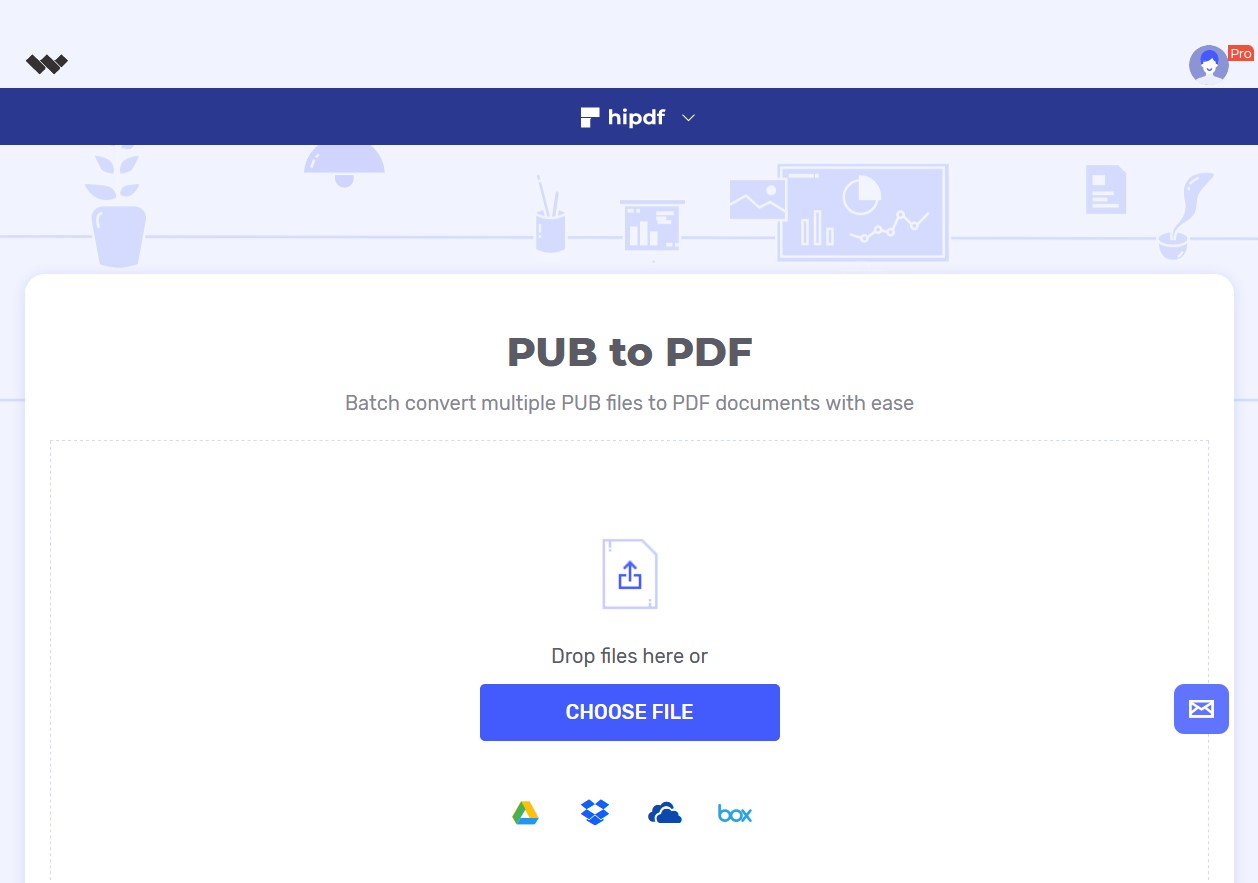 Pro
hipdf
PUB to PDF
Batch convert multiple PUB files to PDF documents with ease
Drop files here or
CHOOSE FILE
box